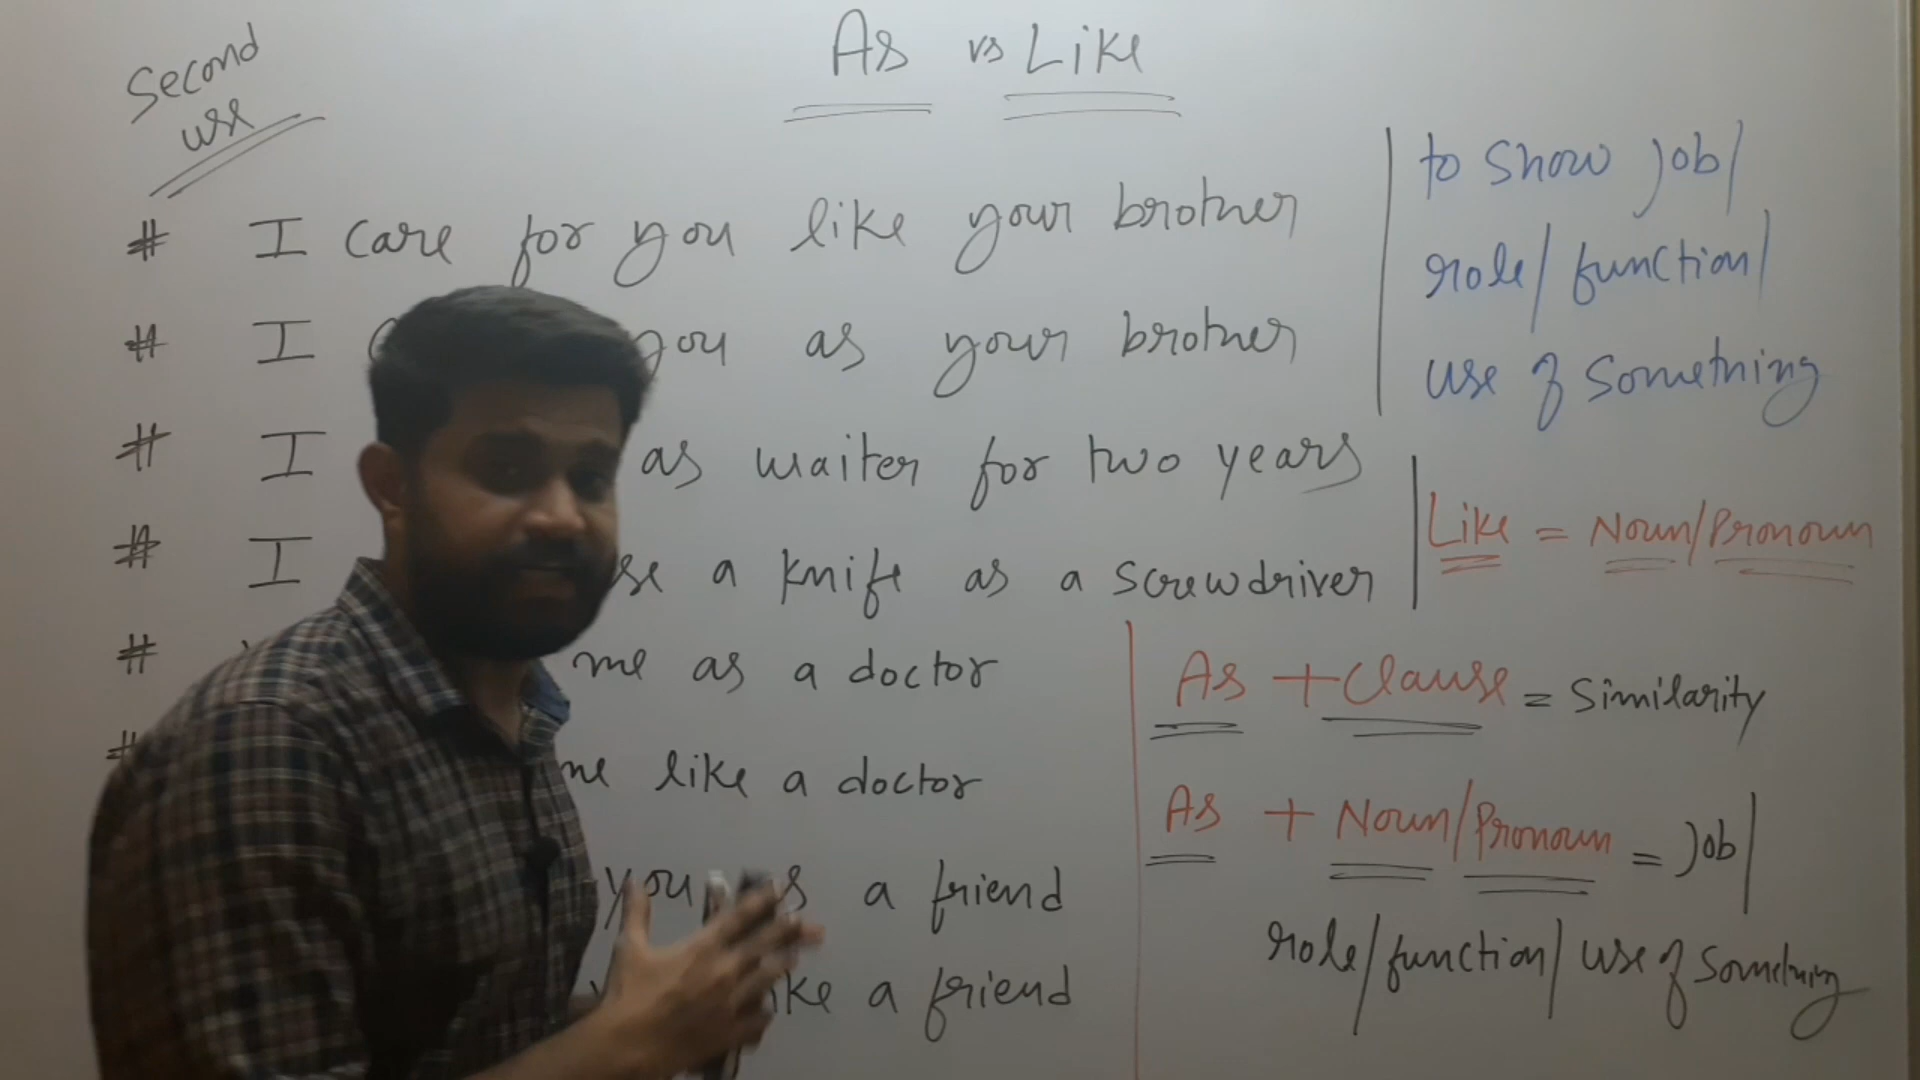 As vs Like
Second
use
# I care for you like your brother
# I you as your brother
# I as waiter for two years
# I a knife as a screwdriver
# me as a doctor
# me like a doctor
you as a friend
a friend
to show job/
role/function/
use of something
Like = Noun/Pronoun
As + Clause = Similarity
As + Noun/Pronoun = job/
role/function/use of something